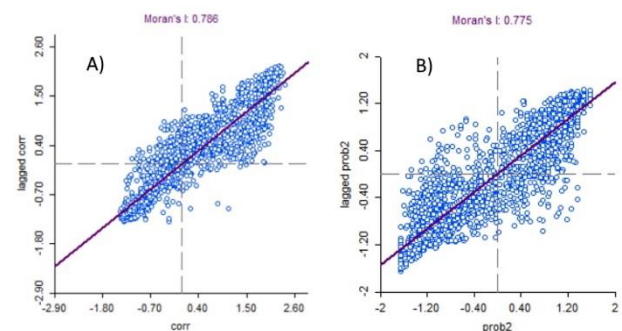 Moran's I: 0.786
A)
lagged corr
2.60
1.50
0.40
-0.70
-1.80
-2.90
-2.90 -1.80 -0.70 0.40 1.50 2.60
corr
Moran's I: 0.775
B)
lagged prob2
2
1.20
0.40
-0.40
-1.20
-2
-2 -1.20 -0.40 0.40 1.20 2
prob2